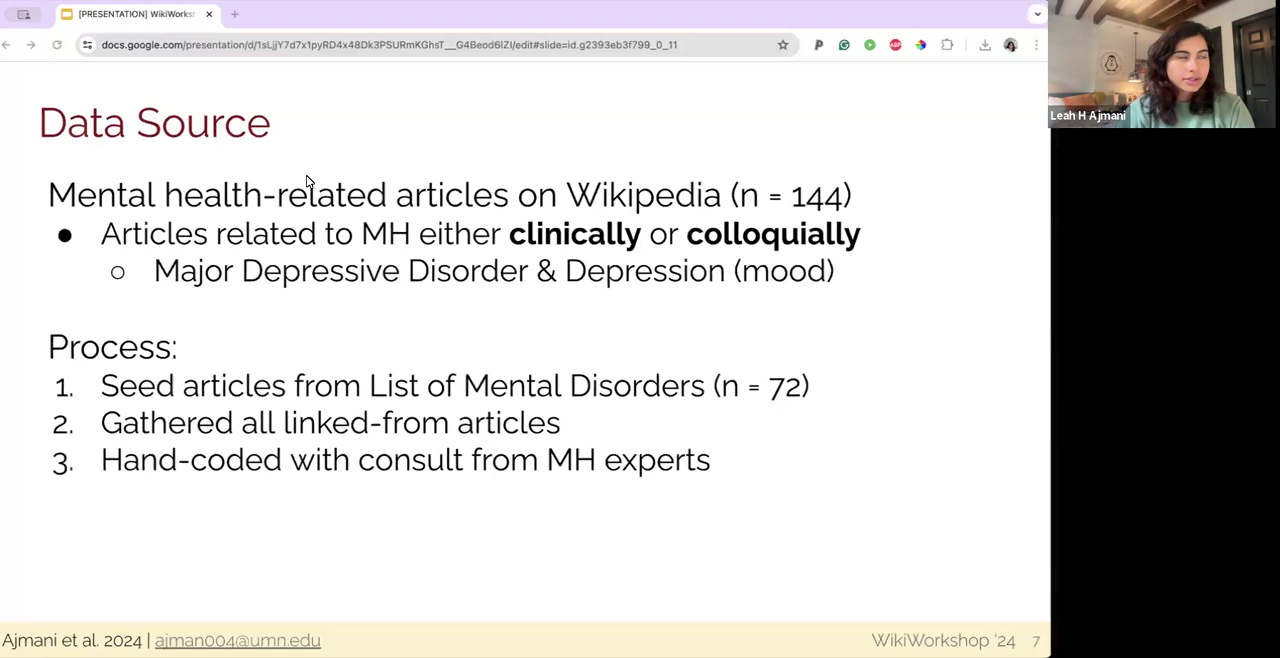 [PRESENTATION] WikiWorks
docs.google.com/presentation/d/1sLjjY7d7x1pyRD4x48Dk3PSURmKGhsT__G4Beod6IZI/edit#slide=id.g2393eb3f799_0_11
ABP
Leah H Ajmani
Data Source
Mental health-related articles on Wikipedia (n = 144)
● Articles related to MH either clinically or colloquially
○ Major Depressive Disorder & Depression (mood)
Process:
1. Seed articles from List of Mental Disorders (n = 72)
2. Gathered all linked-from articles
3. Hand-coded with consult from MH experts
Ajmani et al. 2024 | ajman004@umn.edu
WikiWorkshop '24 7